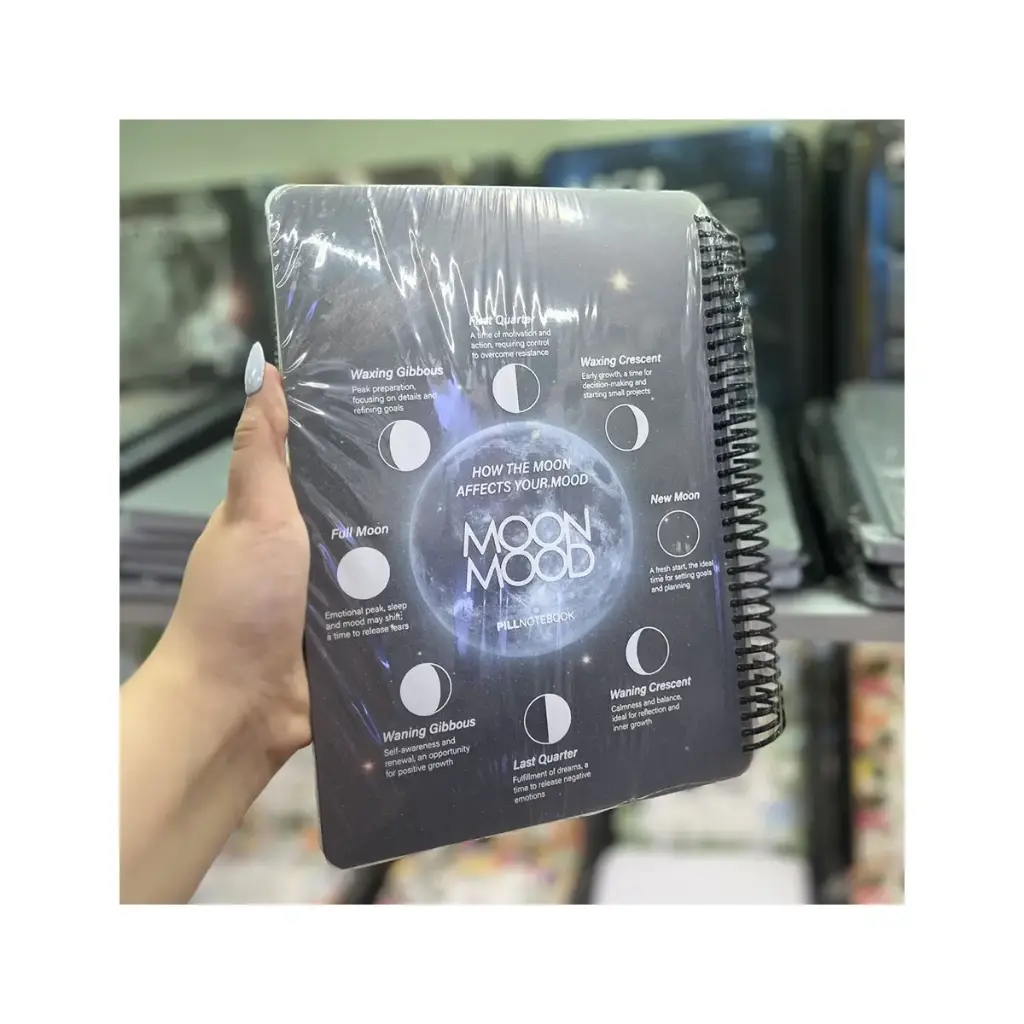 First Quarter
A time of motivation and
action, requiring control
to overcome resistance
Waxing Crescent
Early growth, a time for
decision-making and
starting small projects
Waxing Gibbous
Peak preparation,
focusing on details and
refining goals
HOW THE MOON
AFFECTS YOUR MOOD
MOON
MOOD
PILLNOTEBOOK
New Moon
A fresh start, the ideal
time for setting goals
and planning
Full Moon
Emotional peak, sleep
and mood may shift;
a time to release fears
Waning Crescent
Calmness and balance,
ideal for reflection and
inner growth
Waning Gibbous
Self-awareness and
renewal, an opportunity
for positive growth
Last Quarter
Fulfillment of dreams, a
time to release negative
emotions